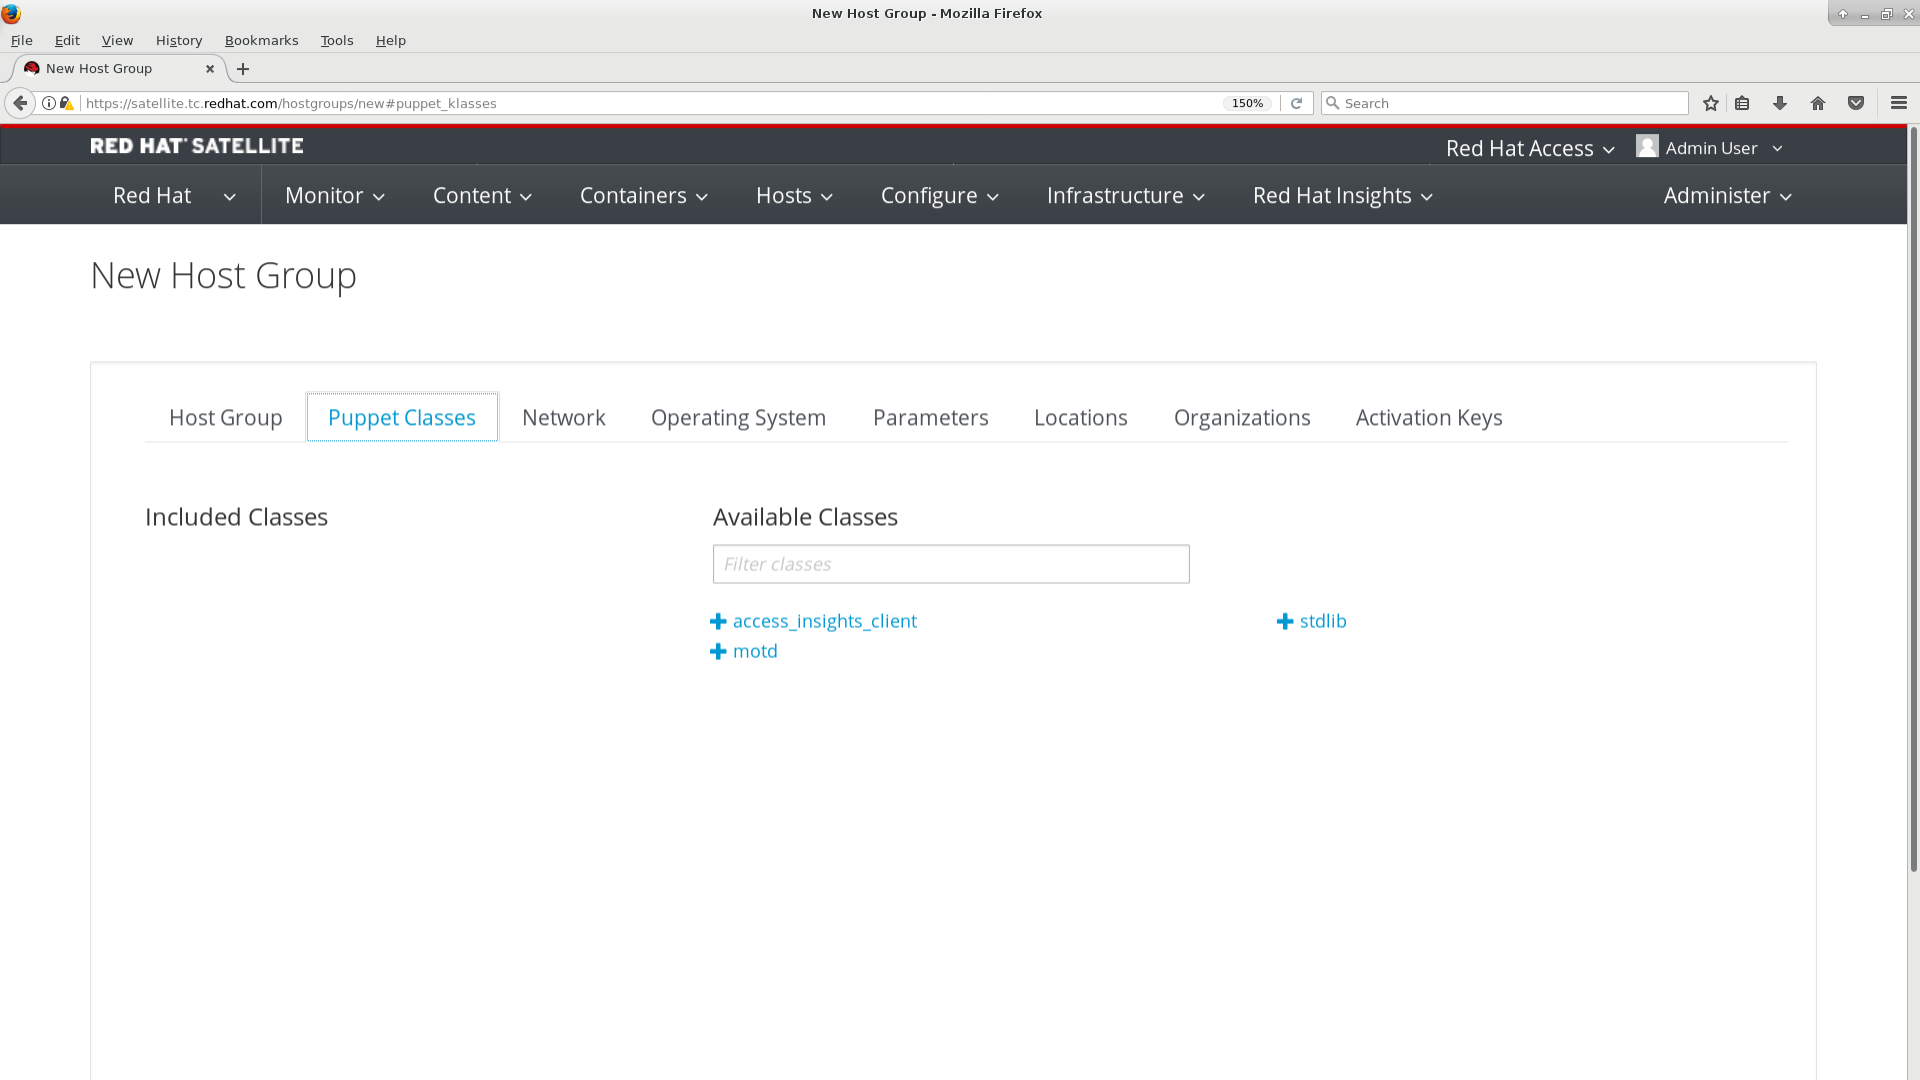 New Host Group - Mozilla Firefox
File Edit View History Bookmarks Tools Help
New Host Group
https://satellite.tc.redhat.com/hostgroups/new#puppet_klasses 150% Search
RED HAT SATELLITE Red Hat Access Admin User
Red Hat Monitor Content Containers Hosts Configure Infrastructure Red Hat Insights Administer
New Host Group
Host Group Puppet Classes Network Operating System Parameters Locations Organizations Activation Keys
Included Classes Available Classes
Filter classes
access_insights_client stdlib
motd